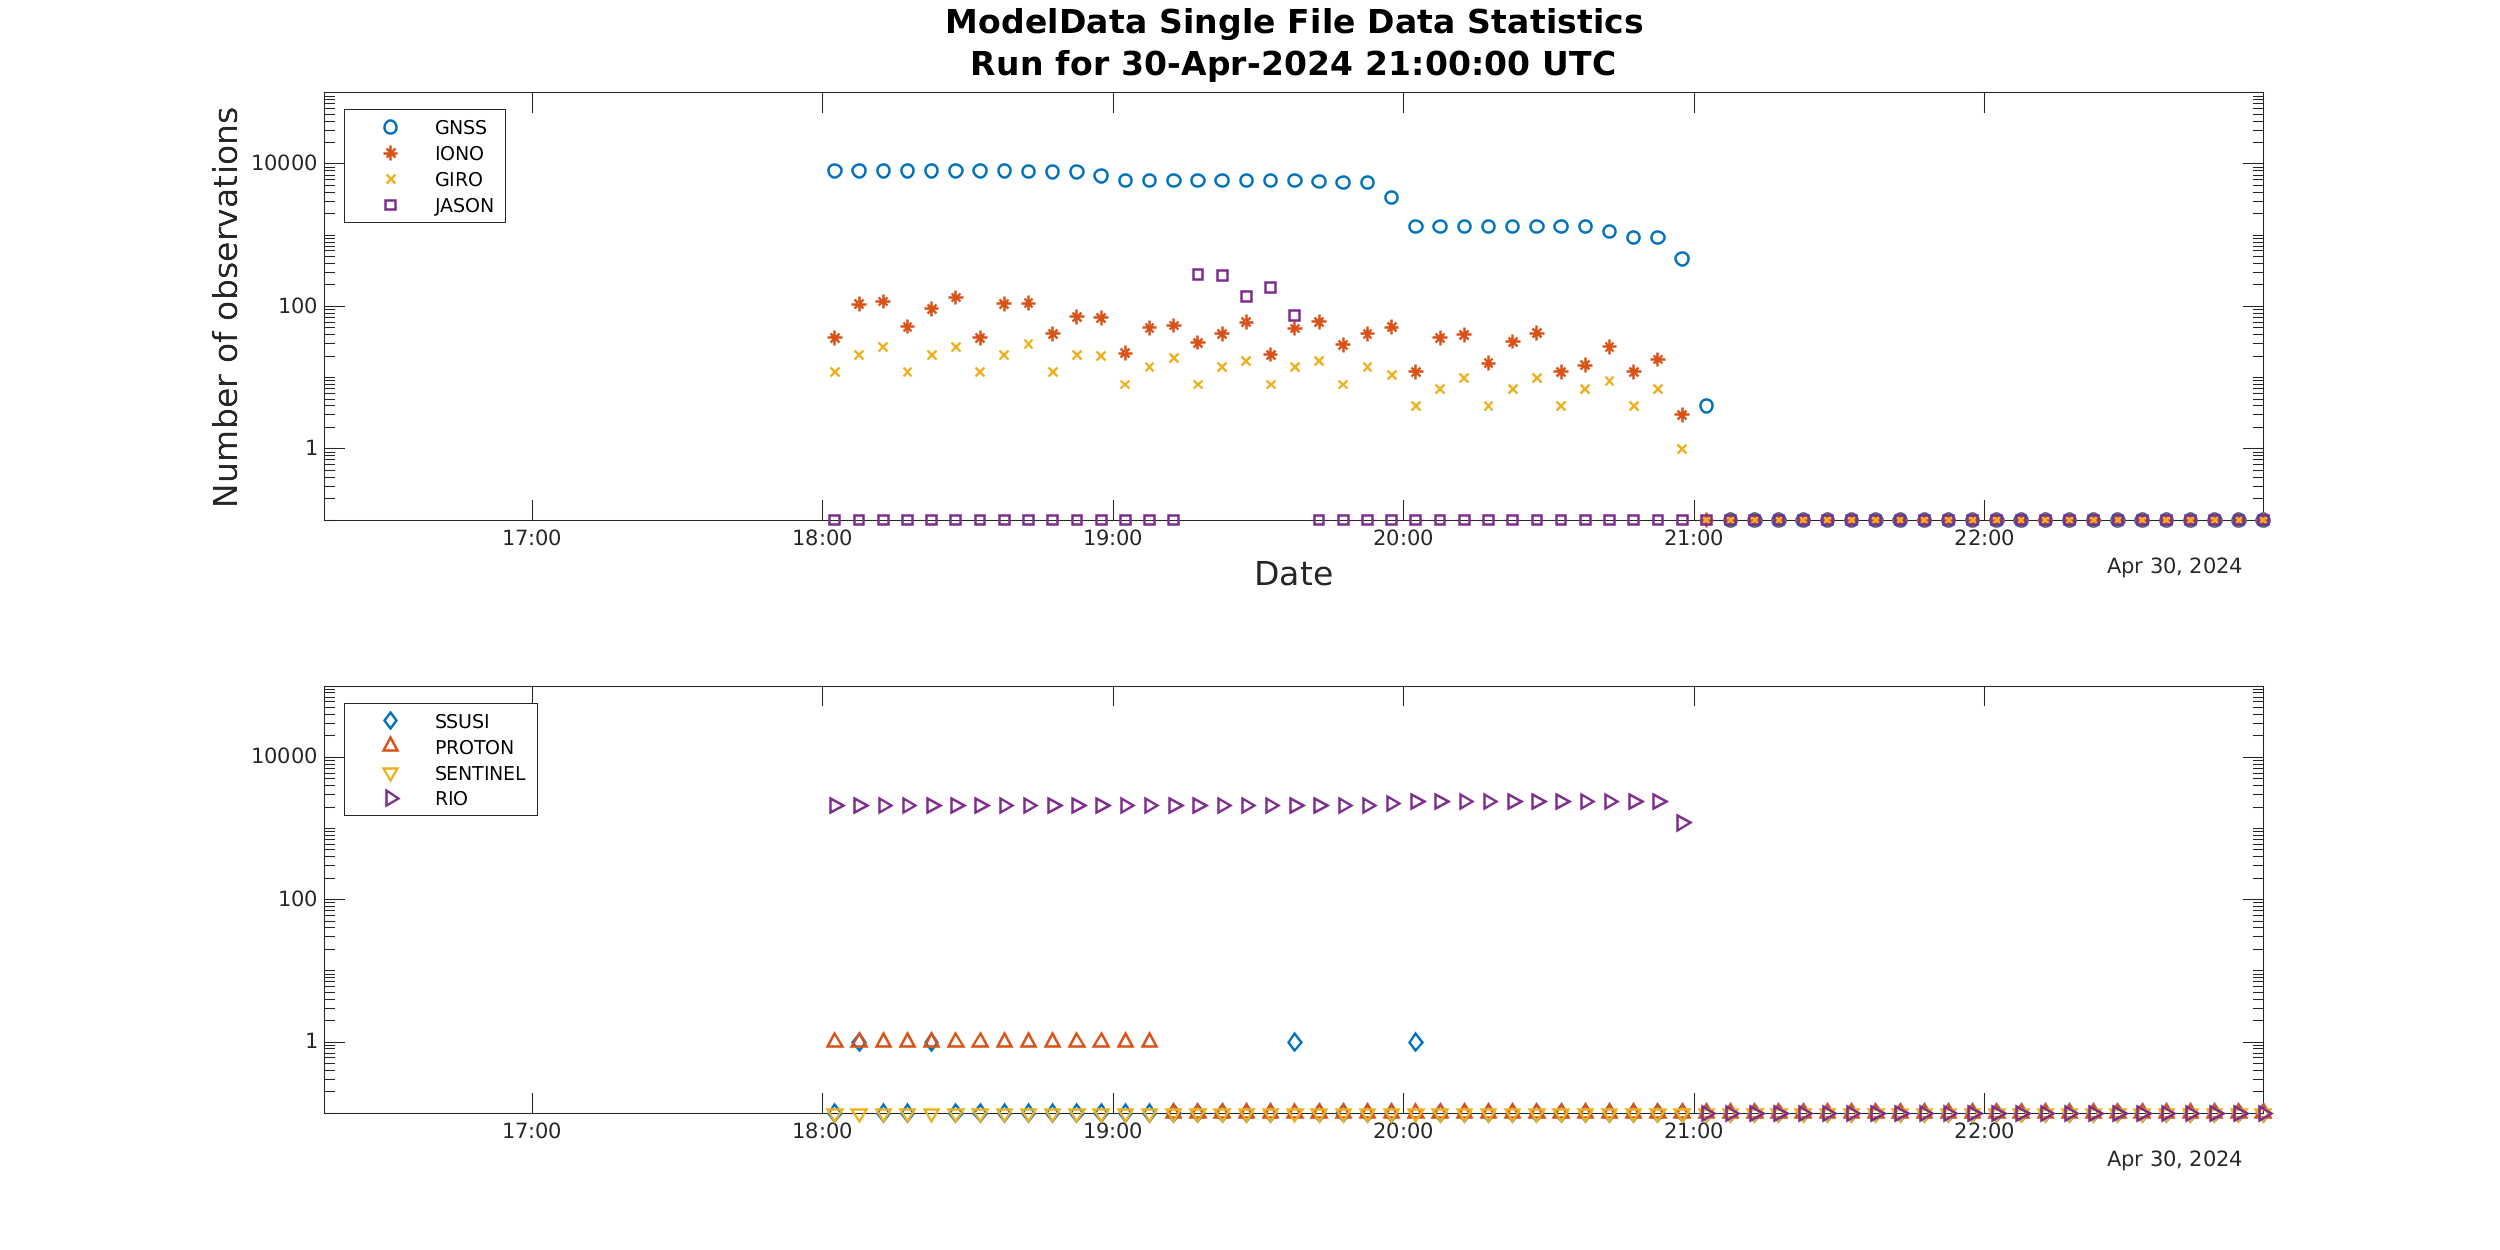 ModelData Single File Data Statistics
Run for 30-Apr-2024 21:00:00 UTC
Number of observations
10000
100
1
GNSS
IONO
GIRO
JASON
17:00 18:00 19:00 20:00 21:00 22:00
Apr 30, 2024
Date
10000
100
1
SSUSI
PROTON
SENTINEL
RIO
17:00 18:00 19:00 20:00 21:00 22:00
Apr 30, 2024